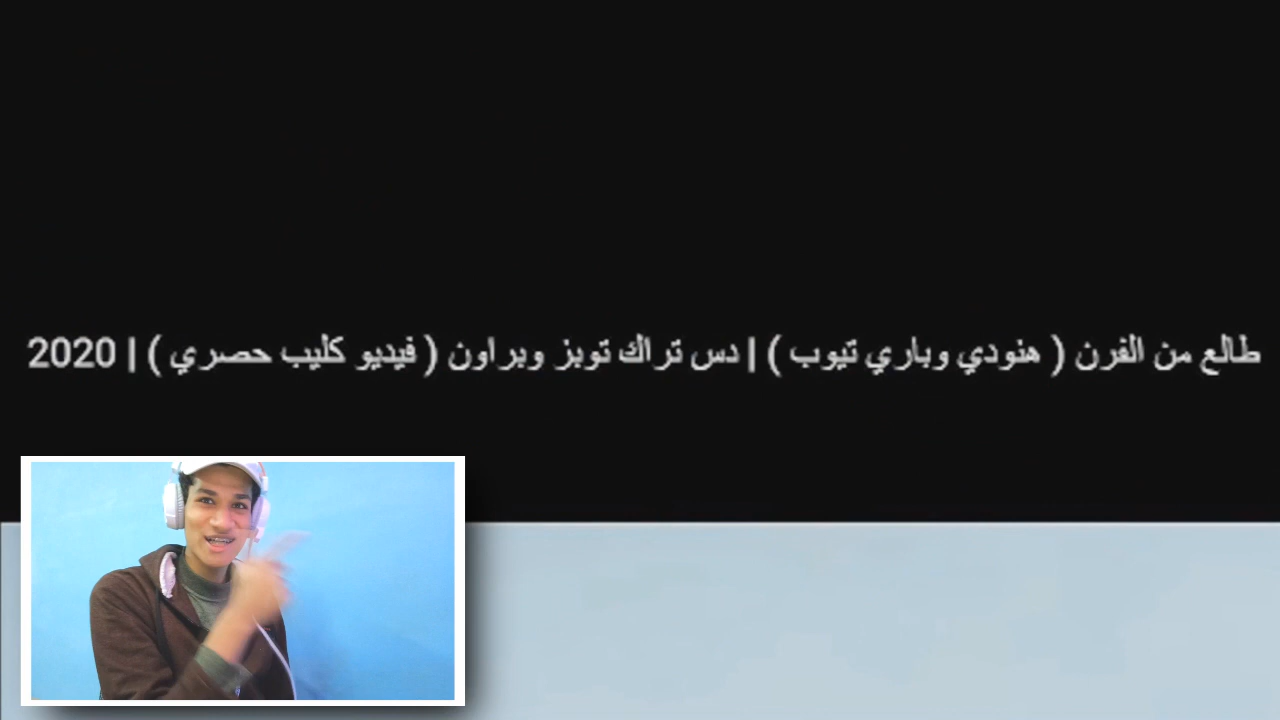 طالع من الفرن ( هنودي وباري تيوب ) | دس تراك توبز وبراون ( فيديو كليب حصري ) | 2020